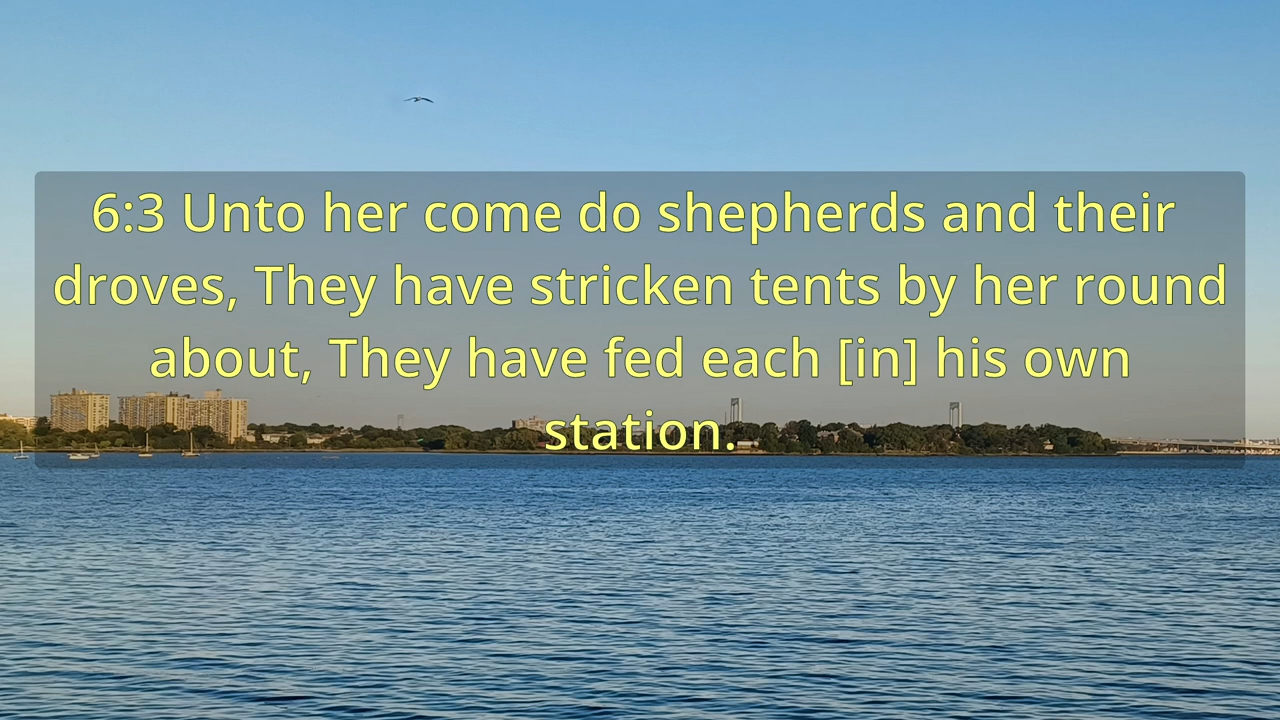 6:3 Unto her come do shepherds and their
droves, They have stricken tents by her round
about, They have fed each [in] his own
station.